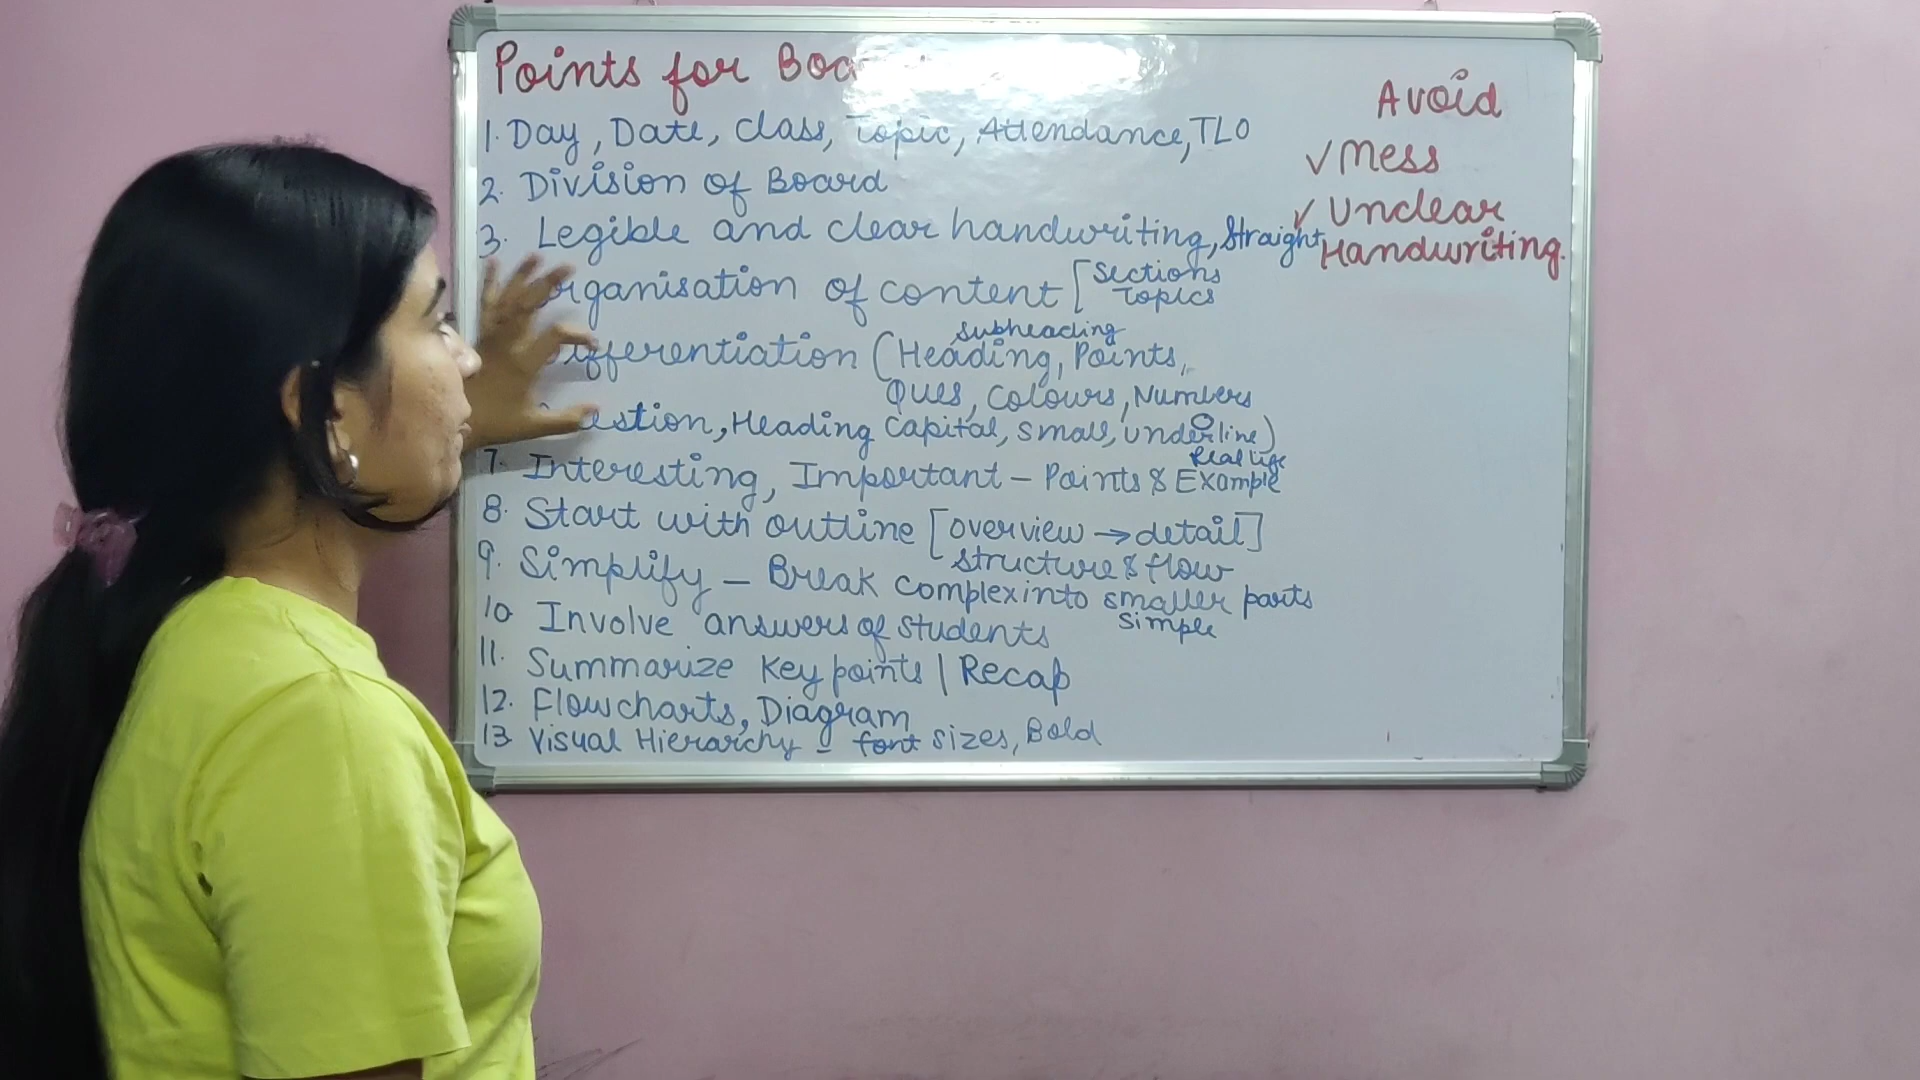 Points for
1. Day, Date, Class, Topic, Attendance, TLO
2. Division of Board
3. Legible and clear handwriting, Straight
organisation of content [ Sections
Topics
subheading
ifferentiation (Heading, Points,
Ques, Colours, Numbers
estion, Heading Capital, small, underline)
Real life
7. Interesting, Important - Points & Example
8. Start with outline [overview → detail]
structure & flow
9. Simplify - Break complex into smaller parts
simple
10 Involve answers of students
11. Summarize Key points | Recap
12. Flowcharts, Diagram
13 Visual Hierarchy - font sizes, Bold
Avoid
✓ Mess
✓ Unclear
Handwriting.